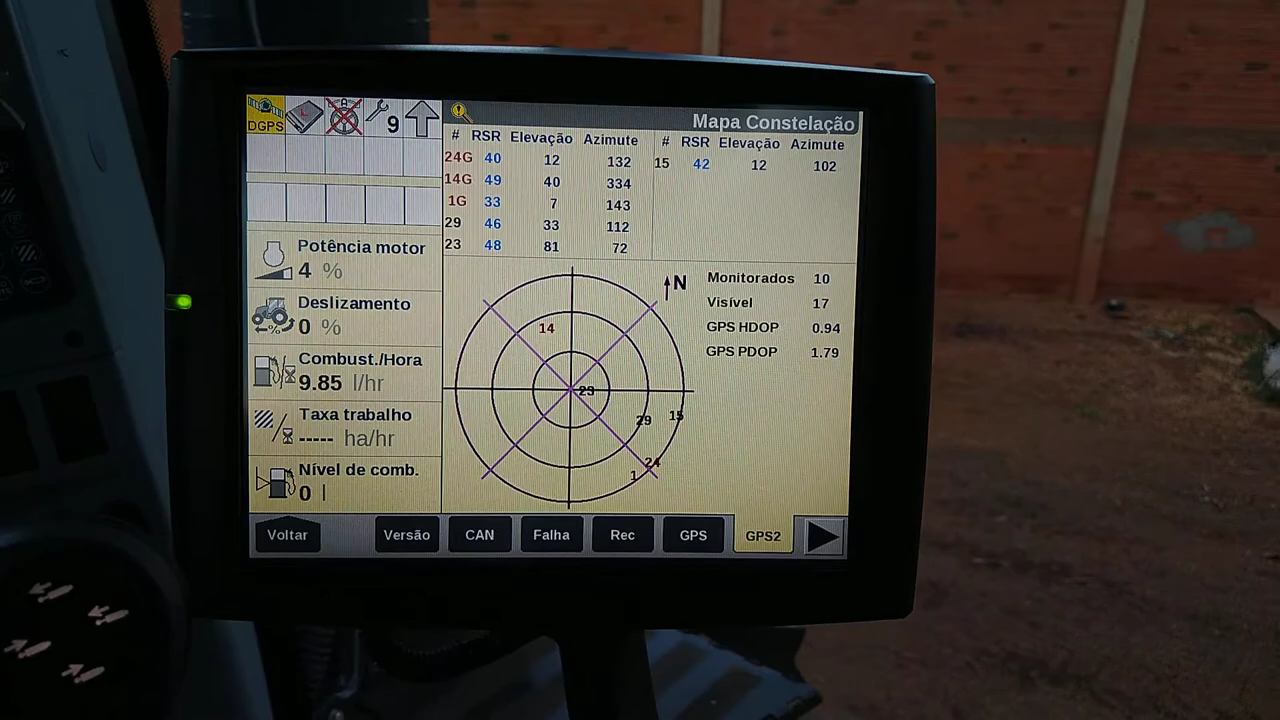 DGPS
9
Mapa Constelação
# RSR Elevação Azimute # RSR Elevação Azimute
24G 40 12 132 15 42 12 102
14G 49 40 334
1G 33 7 143
29 46 33 112
23 48 81 72
Potência motor
4 %
Deslizamento
% 0 %
Combust./Hora
9.85 l/hr
Taxa trabalho
----- ha/hr
Nível de comb.
0 l
N
14
23
29
15
24
1
Monitorados 10
Visível 17
GPS HDOP 0.94
GPS PDOP 1.79
Voltar Versão CAN Falha Rec GPS GPS2